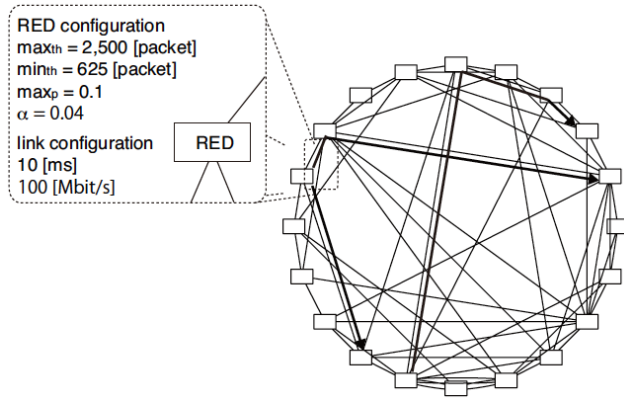 RED configuration
maxth = 2,500 [packet]
minth = 625 [packet]
maxp = 0.1
α = 0.04
RED
link configuration
10 [ms]
100 [Mbit/s]